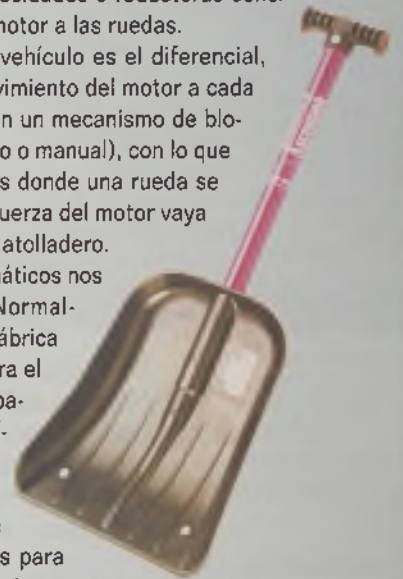 motor a las ruedas.
vehículo es el diferencial,
vimiento del motor a cada
n un mecanismo de blo-
o o manual), con lo que
s donde una rueda se
uerza del motor vaya
atolladero.
áticos nos
Normal-
ábrica
ra el
pa-
s para